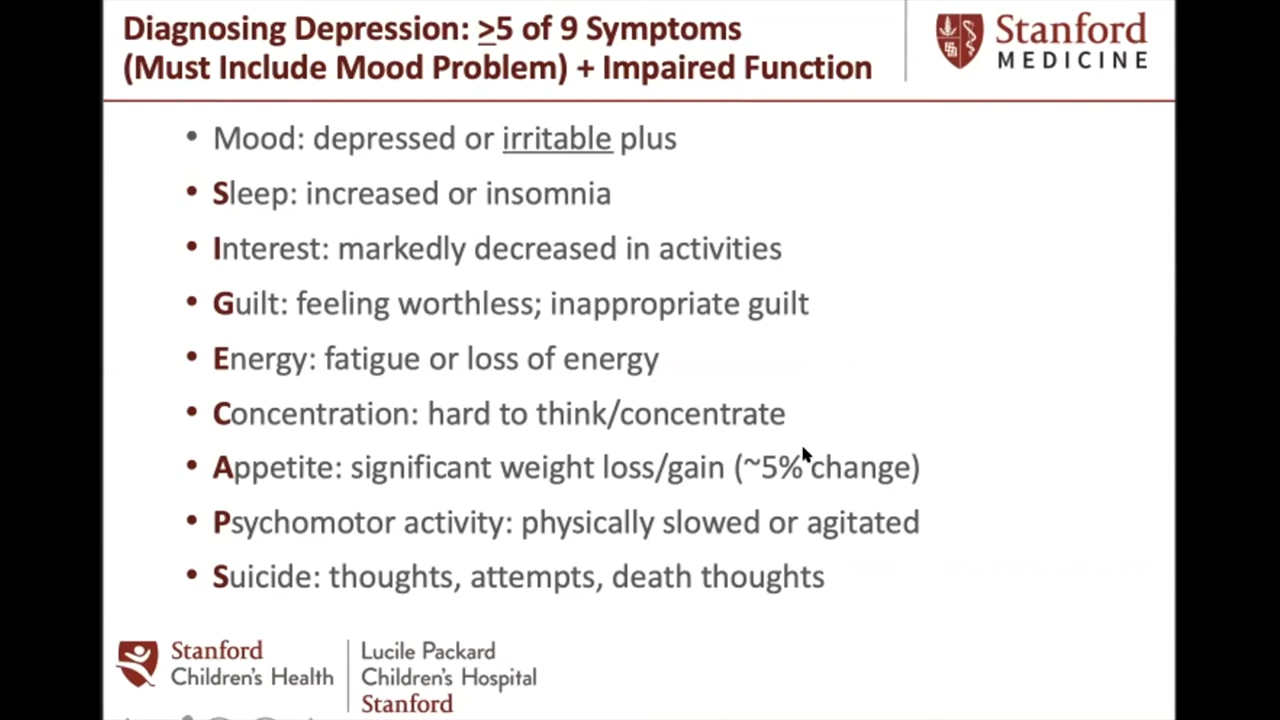 Diagnosing Depression: ≥5 of 9 Symptoms
(Must Include Mood Problem) + Impaired Function
Stanford
MEDICINE
• Mood: depressed or irritable plus
• Sleep: increased or insomnia
• Interest: markedly decreased in activities
• Guilt: feeling worthless; inappropriate guilt
• Energy: fatigue or loss of energy
• Concentration: hard to think/concentrate
• Appetite: significant weight loss/gain (~5% change)
• Psychomotor activity: physically slowed or agitated
• Suicide: thoughts, attempts, death thoughts
Stanford
Children's Health
Lucile Packard
Children's Hospital
Stanford